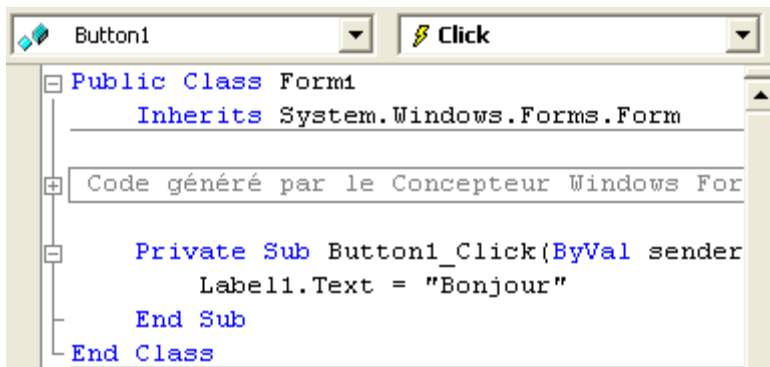 Button1 Click
Public Class Form1
Inherits System.Windows.Forms.Form
Code généré par le Concepteur Windows For
Private Sub Button1_Click(ByVal sender
Label1.Text = "Bonjour"
End Sub
End Class